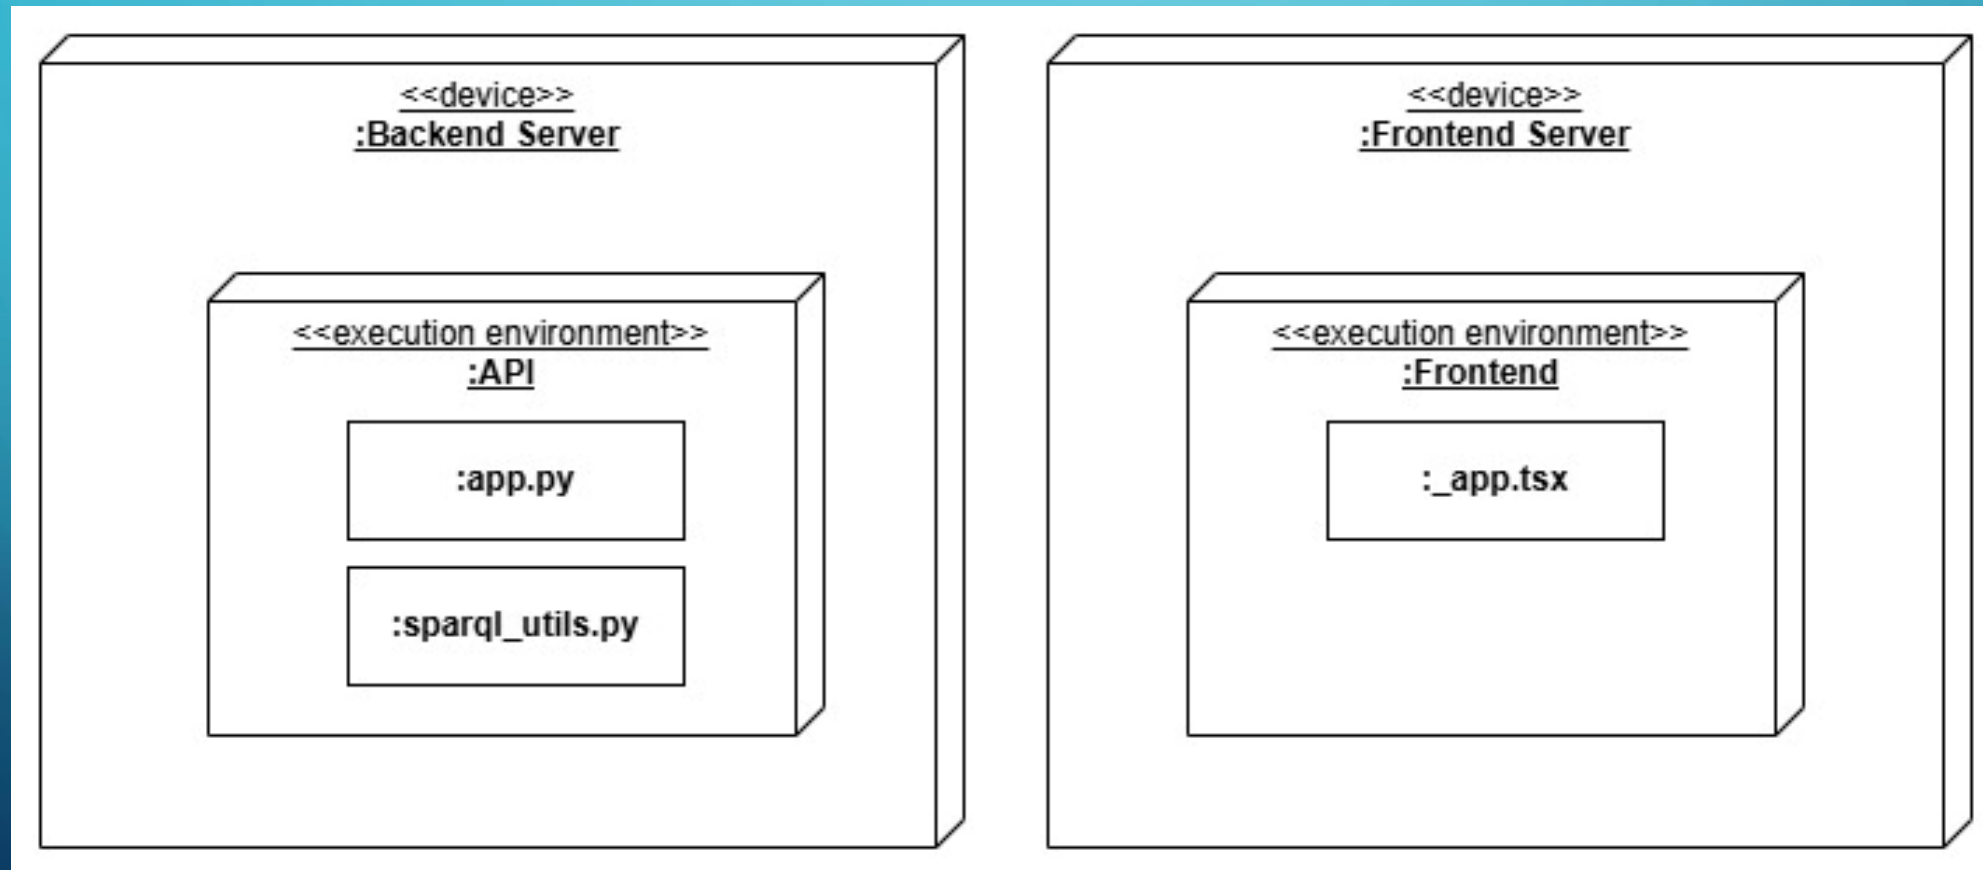 <<device>>
:Backend Server
<<execution environment>>
:API
:app.py
:sparql_utils.py
<<device>>
:Frontend Server
<<execution environment>>
:Frontend
:_app.tsx